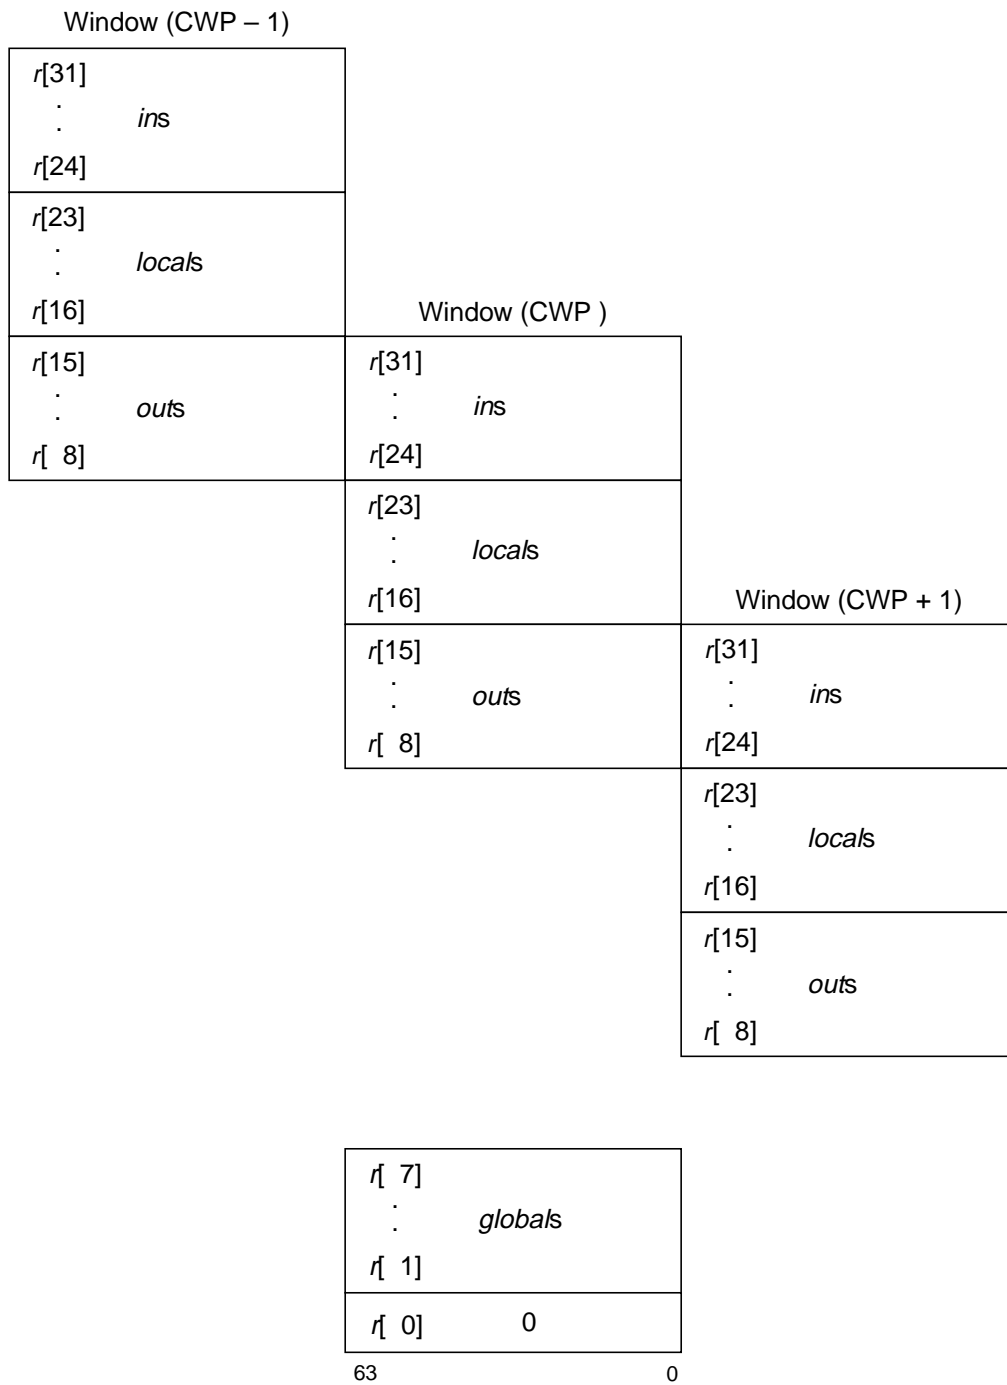 Window (CWP – 1)
r[31]
.
. ins
r[24]
r[23]
.
. locals
r[16]
Window (CWP )
r[15] r[31]
. .
. outs . ins
r[ 8] r[24]
r[23]
.
. locals
r[16]
Window (CWP + 1)
r[15] r[31]
. .
. outs . ins
r[ 8] r[24]
r[23]
.
. locals
r[16]
r[15]
.
. outs
r[ 8]
r[ 7]
.
. globals
r[ 1]
r[ 0] 0
63 0